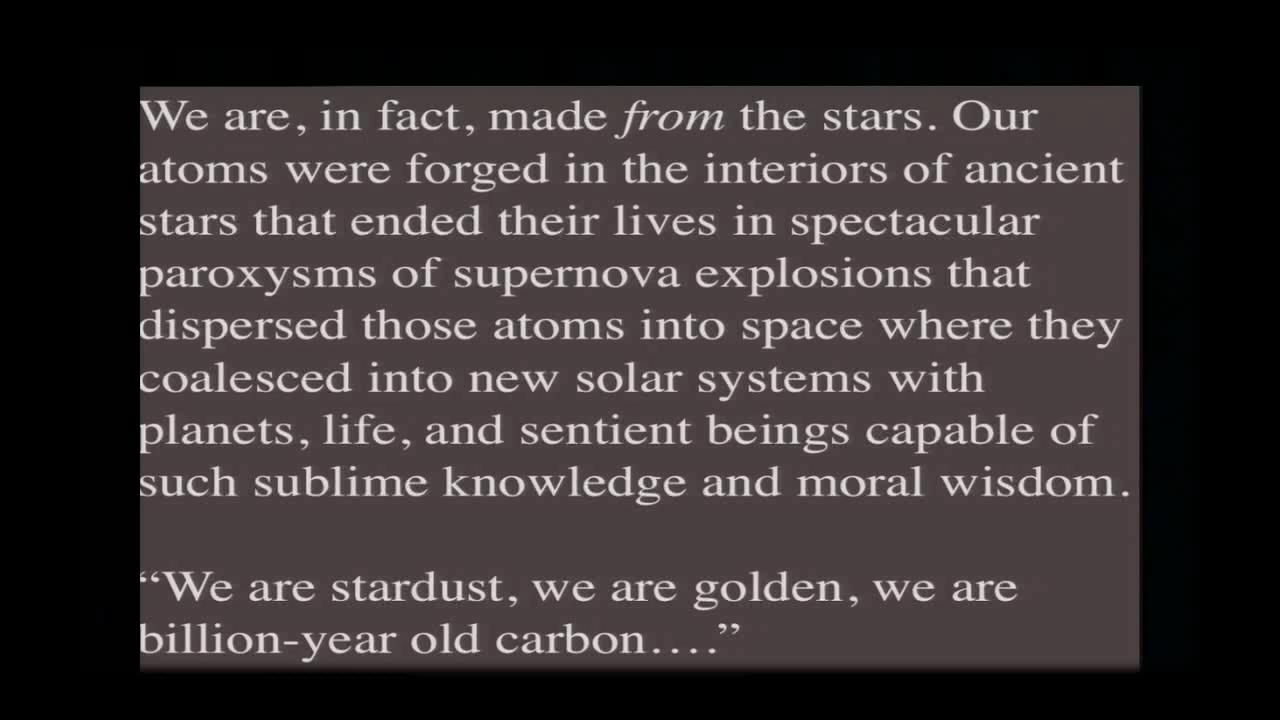 We are, in fact, made from the stars. Our
atoms were forged in the interiors of ancient
stars that ended their lives in spectacular
paroxysms of supernova explosions that
dispersed those atoms into space where they
coalesced into new solar systems with
planets, life, and sentient beings capable of
such sublime knowledge and moral wisdom.
“We are stardust, we are golden, we are
billion-year old carbon….”